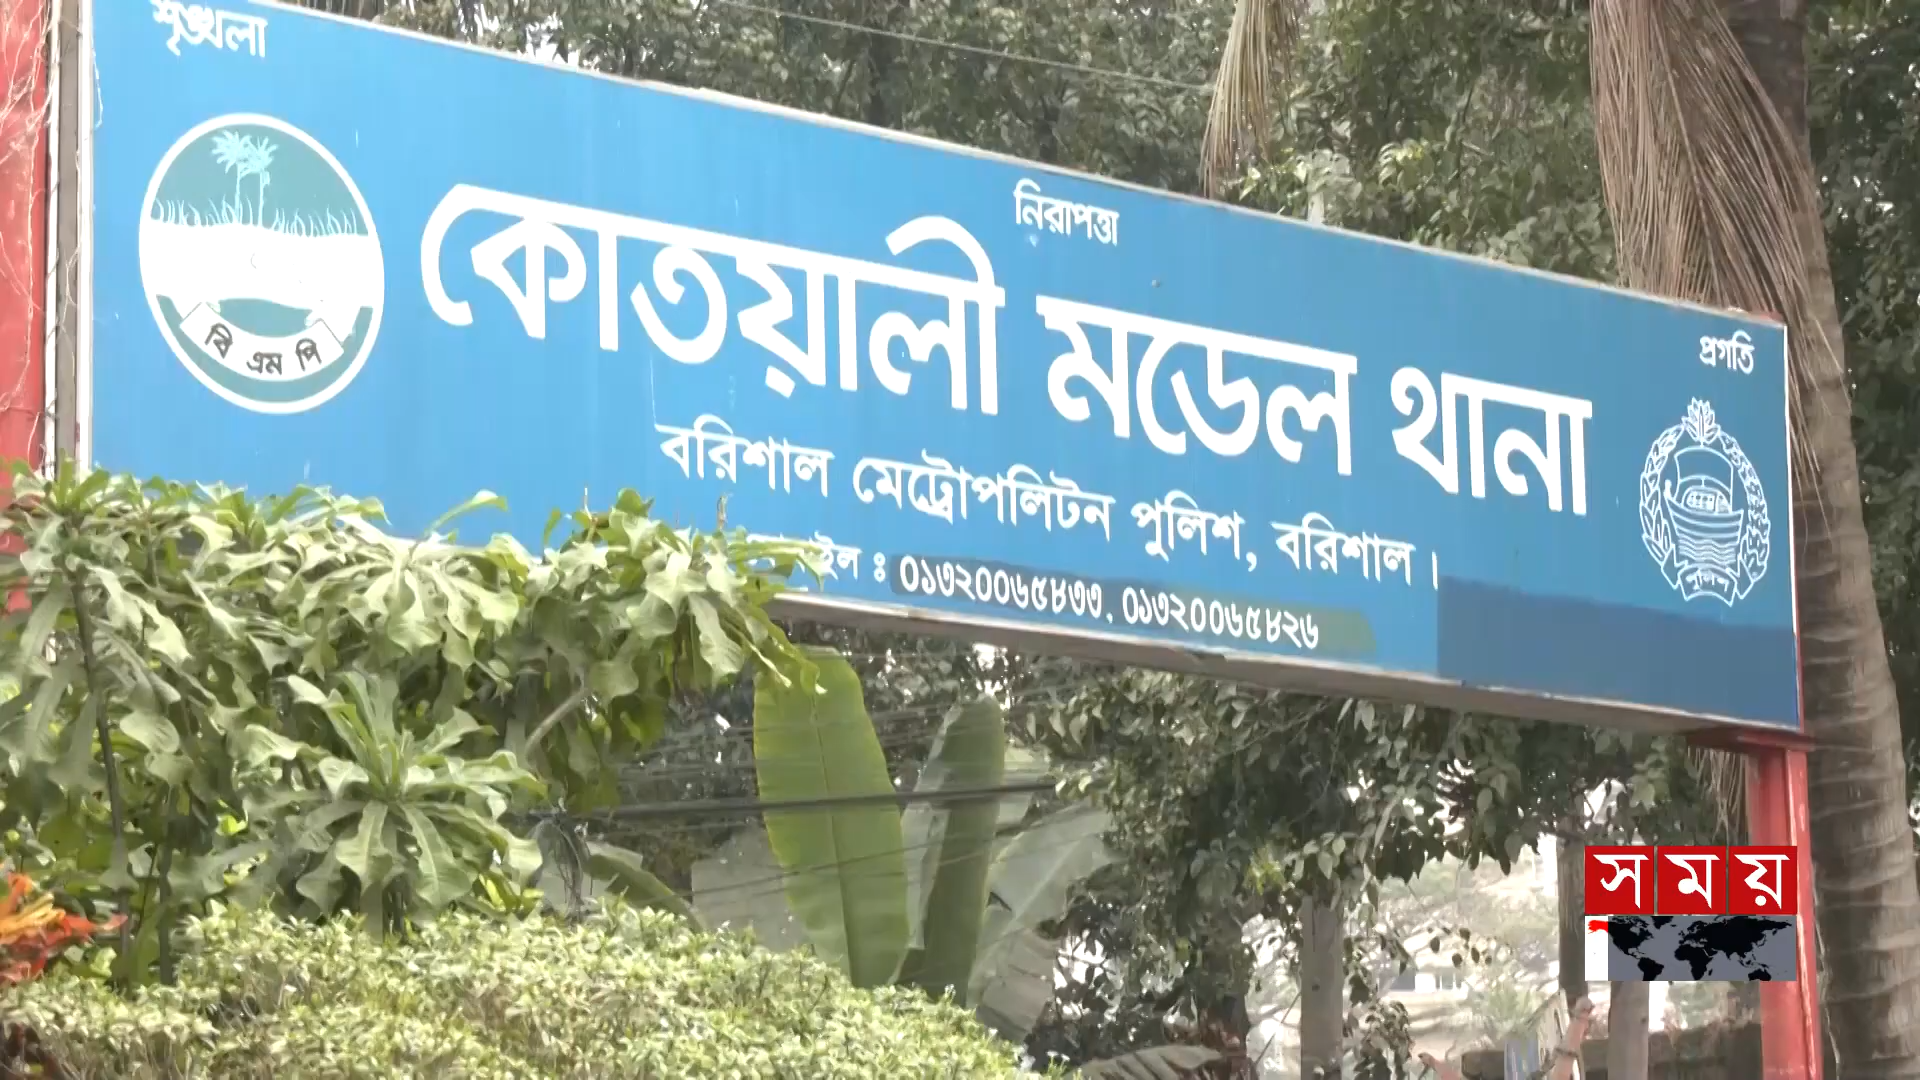 শৃঙ্খলা
নিরাপত্তা
প্রগতি
কোতয়ালী মডেল থানা
বি এম পি
বরিশাল মেট্রোপলিটন পুলিশ, বরিশাল।
০১৩২০০৬৫৮৩৩, ০১৩২০০৬৫৮২৬
পুলিশ
সময়